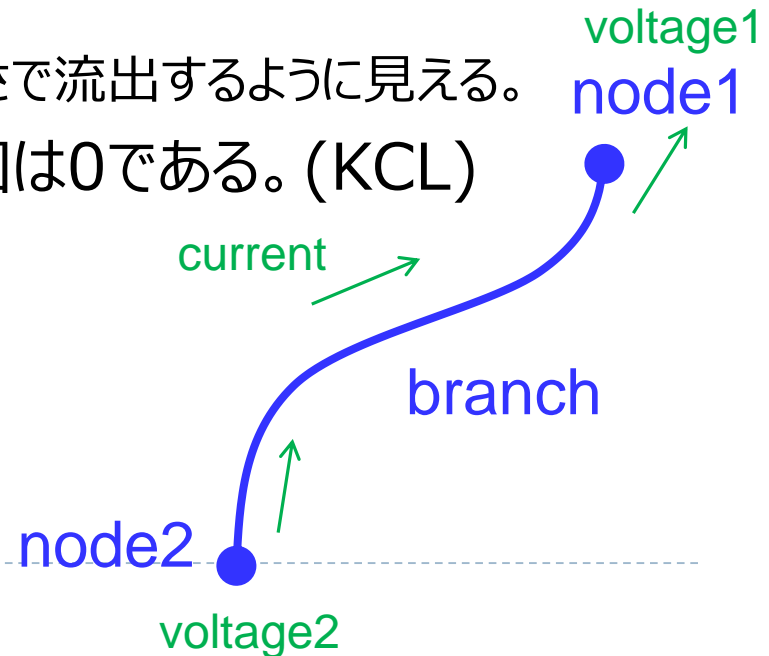 voltage1
で流出するように見える。
node1
は0である。(KCL)
current
branch
node2
voltage2